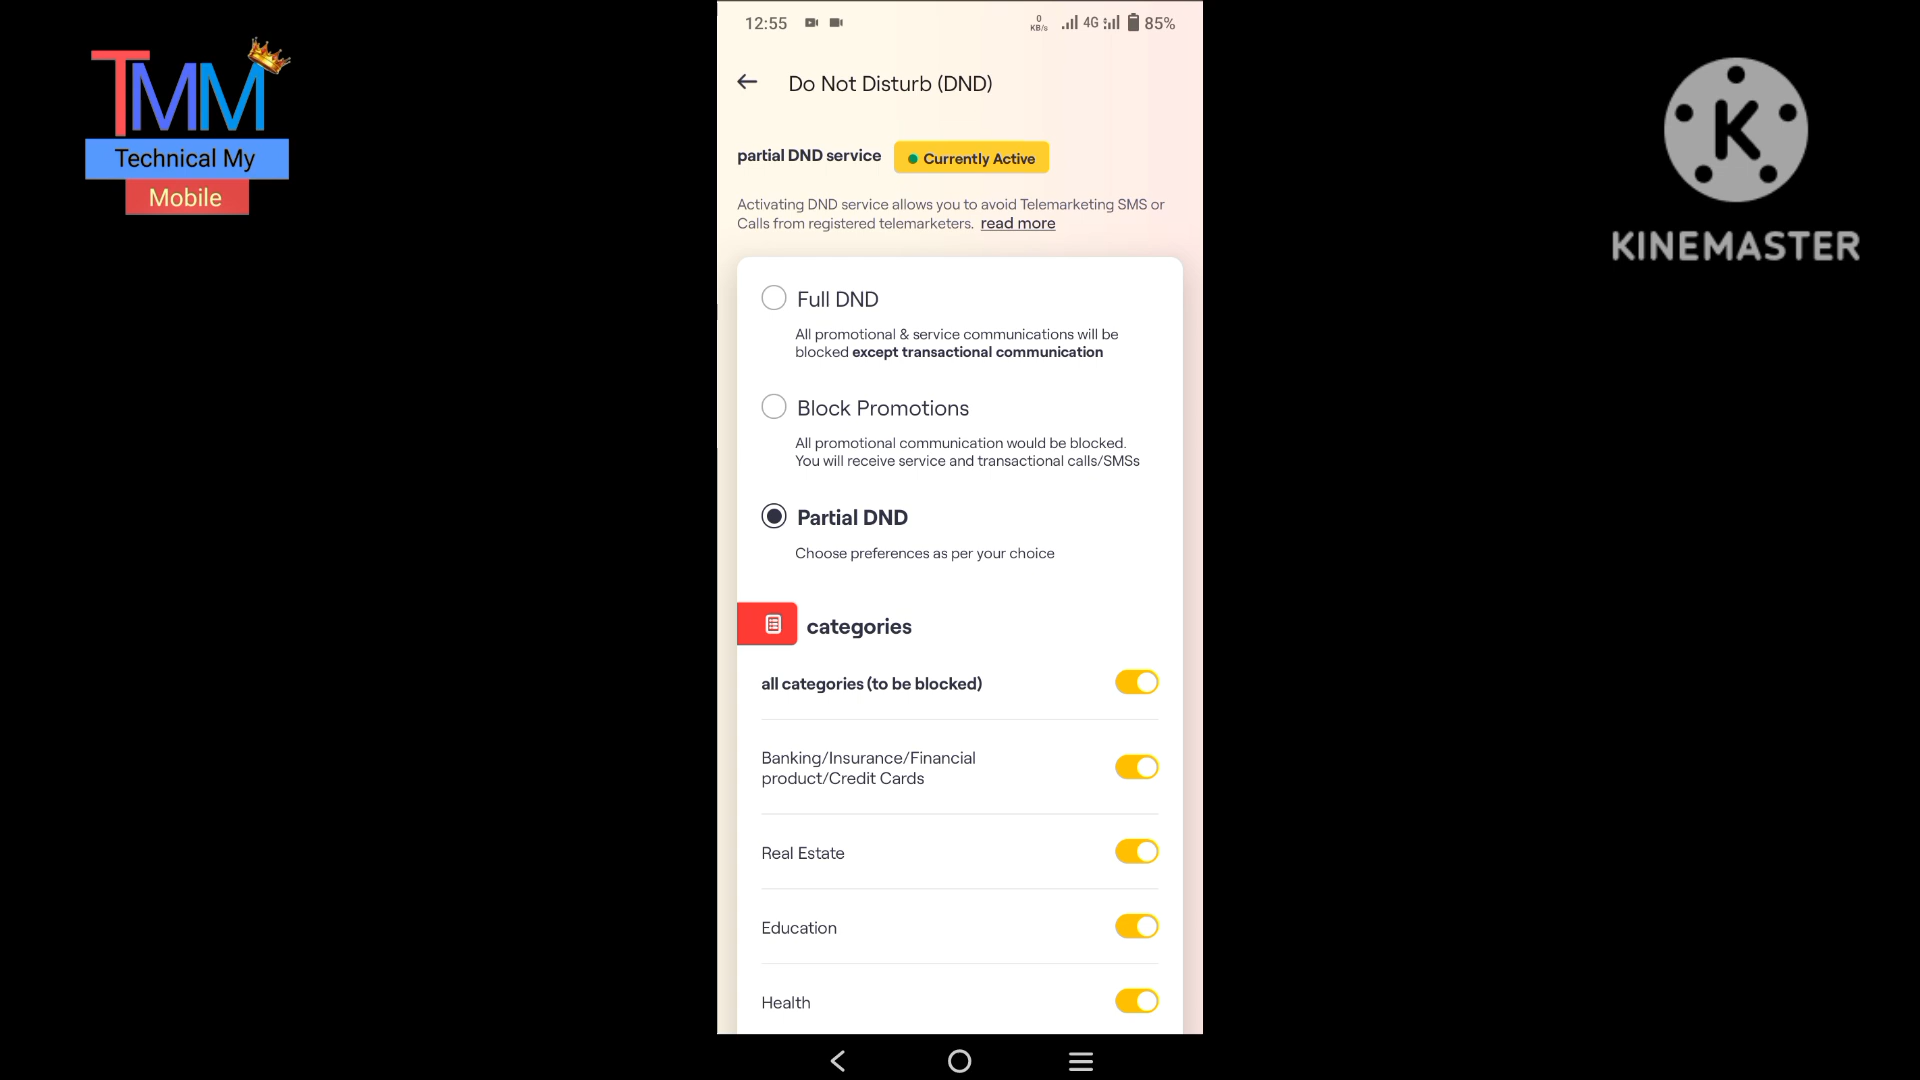 TMM
Technical My
Mobile
12:55
0
KB/s
4G
85%
Do Not Disturb (DND)
partial DND service
Currently Active
Activating DND service allows you to avoid Telemarketing SMS or
Calls from registered telemarketers. read more
Full DND
All promotional & service communications will be
blocked except transactional communication
Block Promotions
All promotional communication would be blocked.
You will receive service and transactional calls/SMSs
Partial DND
Choose preferences as per your choice
categories
all categories (to be blocked)
Banking/Insurance/Financial
product/Credit Cards
Real Estate
Education
Health
K
KINEMASTER